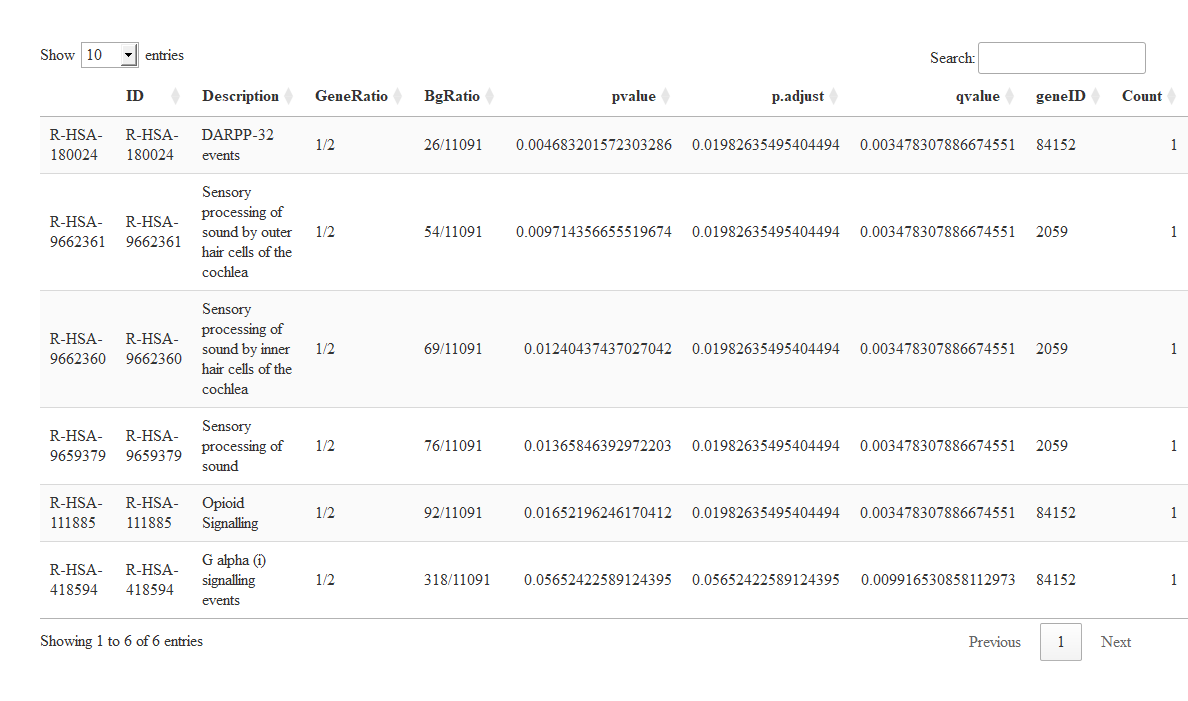 Show 10 entries
Search:
ID Description GeneRatio BgRatio pvalue p.adjust qvalue geneID Count
R-HSA-180024 R-HSA-180024 DARPP-32 events 1/2 26/11091 0.004683201572303286 0.01982635495404494 0.003478307886674551 84152 1
R-HSA-9662361 R-HSA-9662361 Sensory processing of sound by outer hair cells of the cochlea 1/2 54/11091 0.009714356655519674 0.01982635495404494 0.003478307886674551 2059 1
R-HSA-9662360 R-HSA-9662360 Sensory processing of sound by inner hair cells of the cochlea 1/2 69/11091 0.01240437437027042 0.01982635495404494 0.003478307886674551 2059 1
R-HSA-9659379 R-HSA-9659379 Sensory processing of sound 1/2 76/11091 0.01365846392972203 0.01982635495404494 0.003478307886674551 2059 1
R-HSA-111885 R-HSA-111885 Opioid Signalling 1/2 92/11091 0.01652196246170412 0.01982635495404494 0.003478307886674551 84152 1
R-HSA-418594 R-HSA-418594 G alpha (i) signalling events 1/2 318/11091 0.05652422589124395 0.05652422589124395 0.009916530858112973 84152 1
Showing 1 to 6 of 6 entries
Previous 1 Next